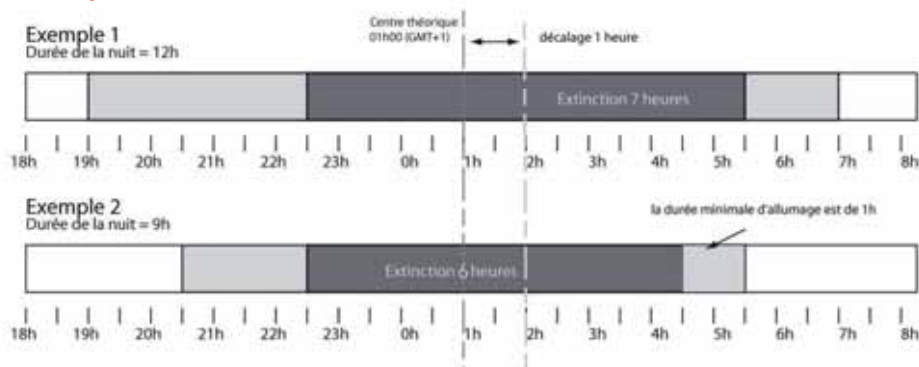 Centre théorique
01h00 (GMT+1)
décalage 1 heure
Exemple 1
Durée de la nuit = 12h
Extinction 7 heures
18h 19h 20h 21h 22h 23h 0h 1h 2h 3h 4h 5h 6h 7h 8h
Exemple 2
Durée de la nuit = 9h
la durée minimale d'allumage est de 1h
Extinction 6 heures
18h 19h 20h 21h 22h 23h 0h 1h 2h 3h 4h 5h 6h 7h 8h